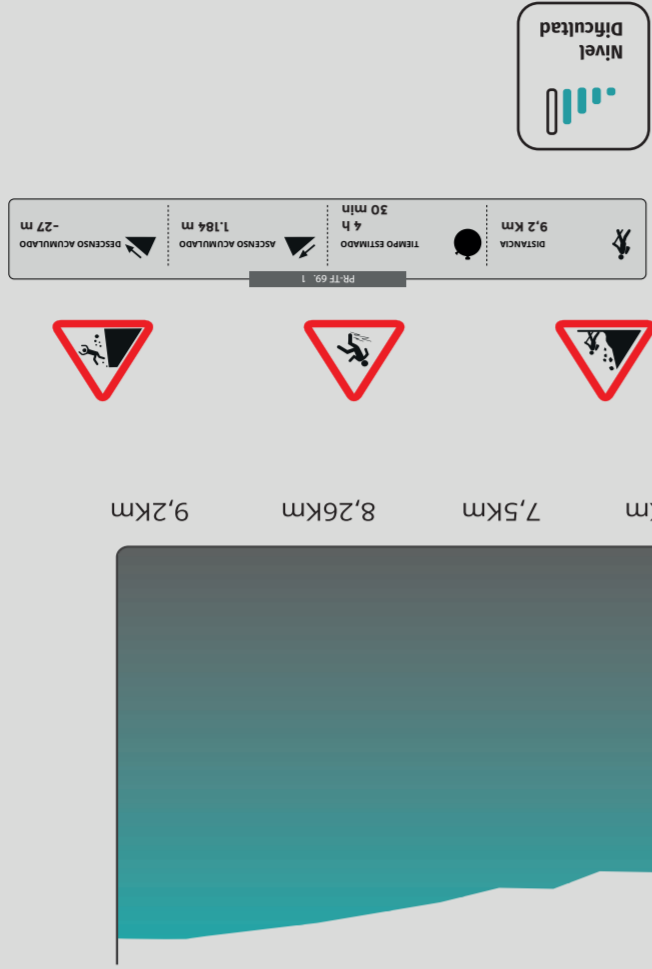 7,5Km
8,26Km
9,2Km
PR-TF 69. 1
DISTANCIA
9,2 Km
TIEMPO ESTIMADO
4 h
30 min
ASCENSO ACUMULADO
1.184 m
DESCENSO ACUMULADO
-27 m
Nivel
Dificultad